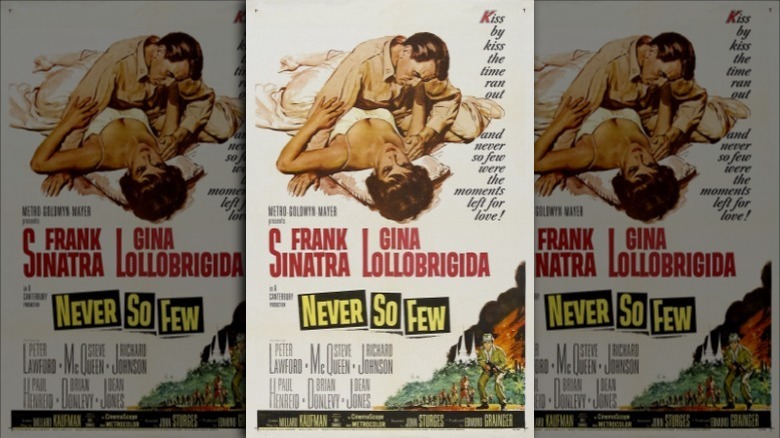 Kiss
by
kiss
the
time
ran
out
and
never
so few
were
the
moments
left for
love!
METRO-GOLDWYN-MAYER
presents
FRANK GINA
SINATRA LOLLOBRIGIDA
IN A
CANTERBURY
PRODUCTION
NEVER SO FEW
PETER STEVE RICHARD
LAWFORD • McQUEEN • JOHNSON
PAUL BRIAN DEAN
HENREID • DONLEVY • JONES
MILLARD KAUFMAN CinemaScope METROCOLOR JOHN STURGES EDMUND GRAINGER